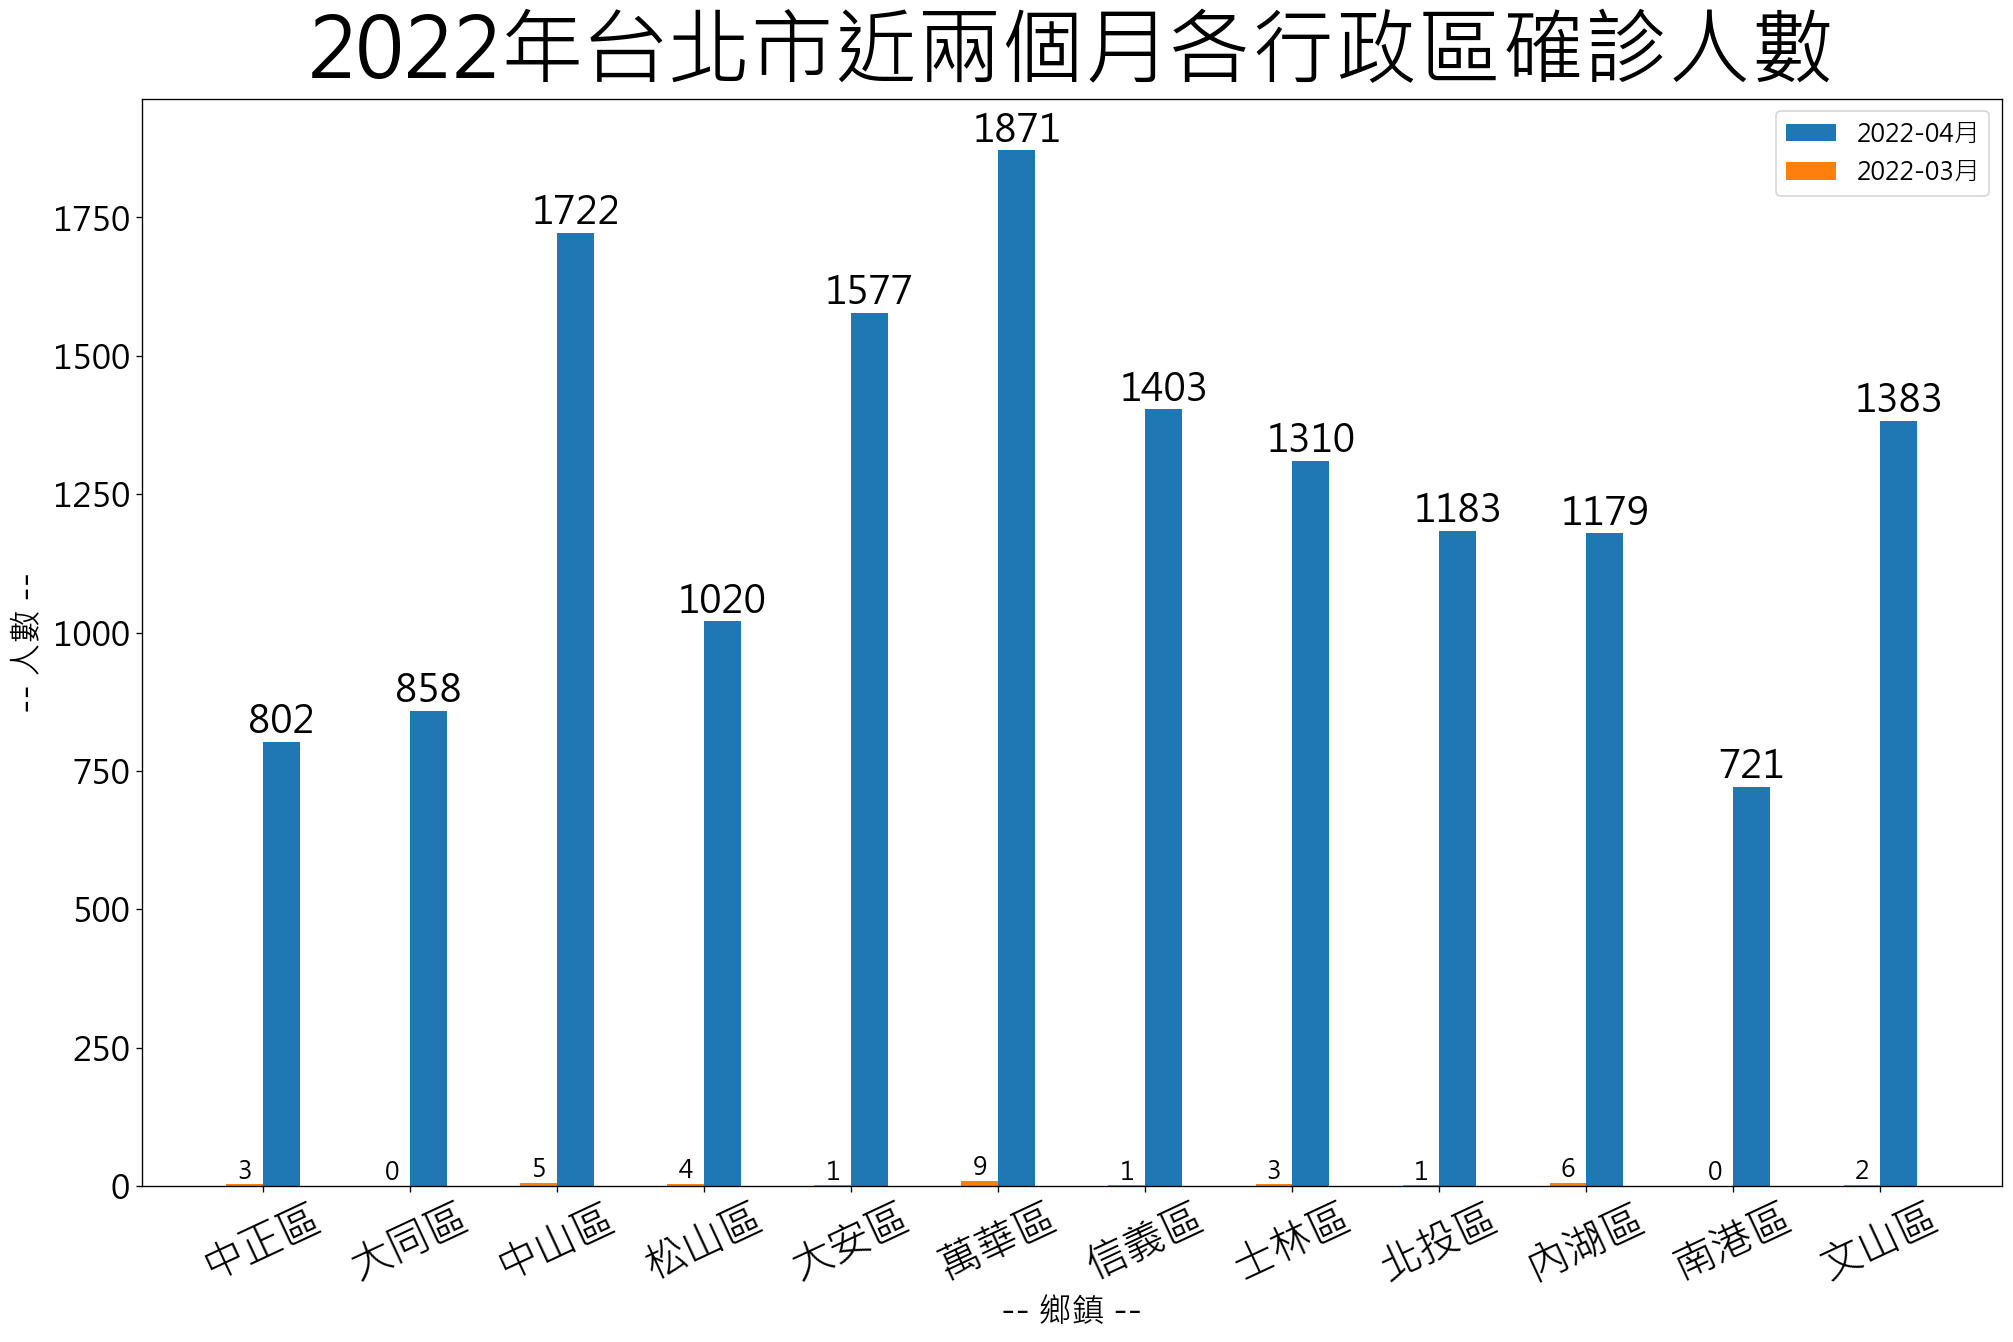 2022年台北市近兩個月各行政區確診人數
2022-04月
2022-03月
1750
1500
1250
1000
750
500
250
0
-- 人數 --
802
858
1722
1020
1577
1871
1403
1310
1183
1179
721
1383
3
0
5
4
1
9
1
3
1
6
0
2
中正區
大同區
中山區
松山區
大安區
萬華區
信義區
士林區
北投區
內湖區
南港區
文山區
-- 鄉鎮 --